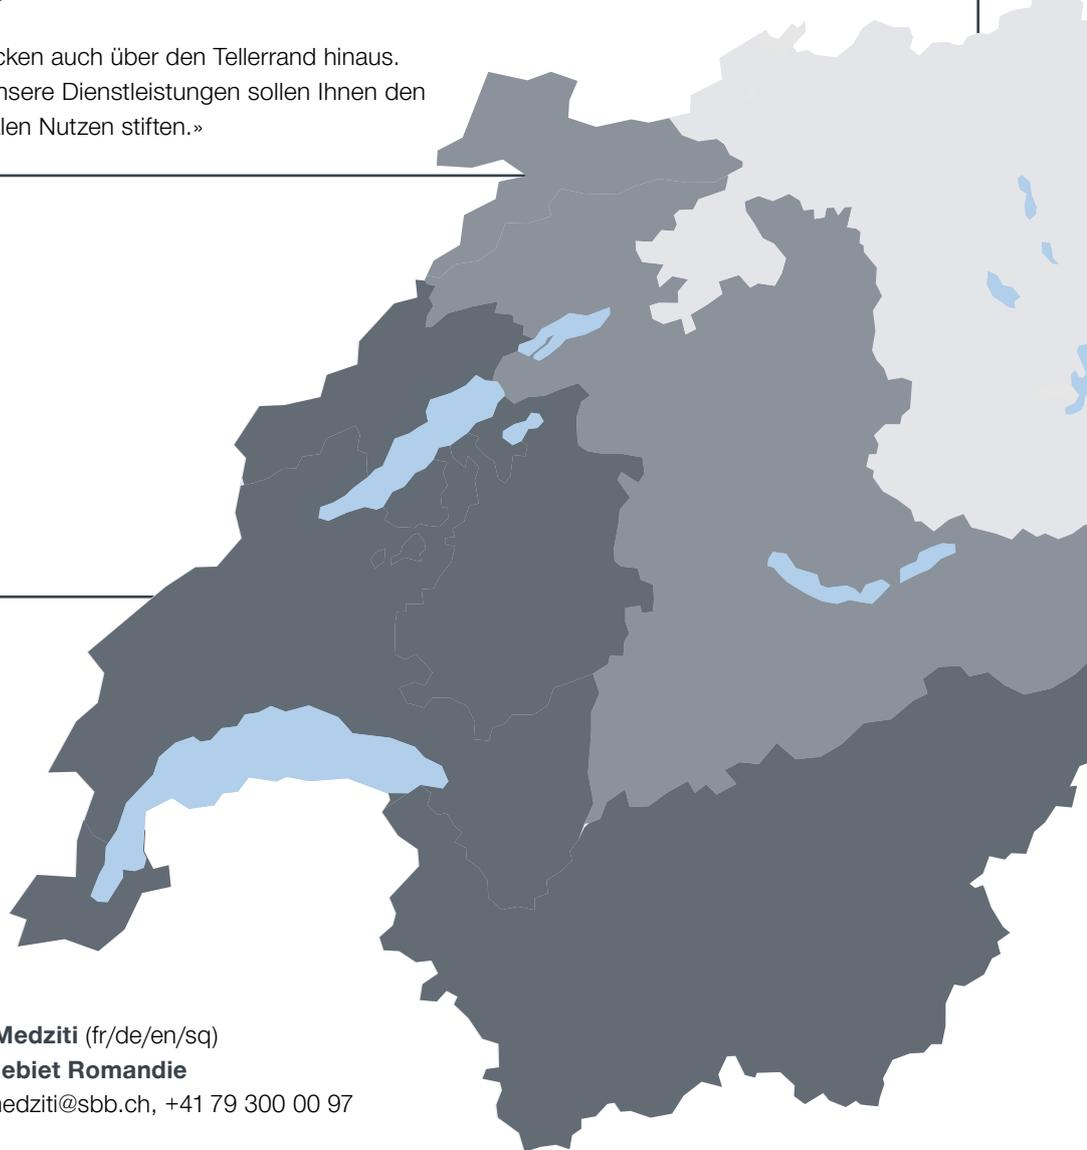 cken auch über den Tellerrand hinaus.
nsere Dienstleistungen sollen Ihnen den
len Nutzen stiften.»
Medziti (fr/de/en/sq)
ebiet Romandie
edziti@sbb.ch, +41 79 300 00 97